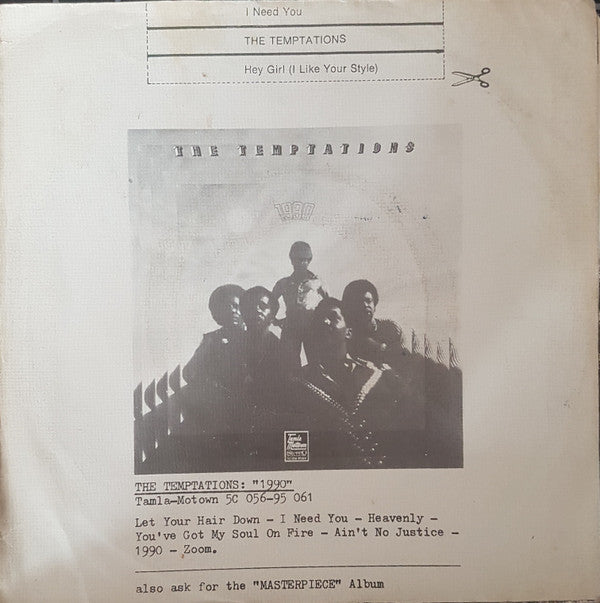 I Need You
THE TEMPTATIONS
Hey Girl (I Like Your Style)
THE TEMPTATIONS
1990
Tamla
Motown
THE TEMPTATIONS: "1990"
Tamla-Motown 5C 056-95 061
Let Your Hair Down - I Need You - Heavenly -
You've Got My Soul On Fire - Ain't No Justice -
1990 - Zoom.
also ask for the "MASTERPIECE" Album